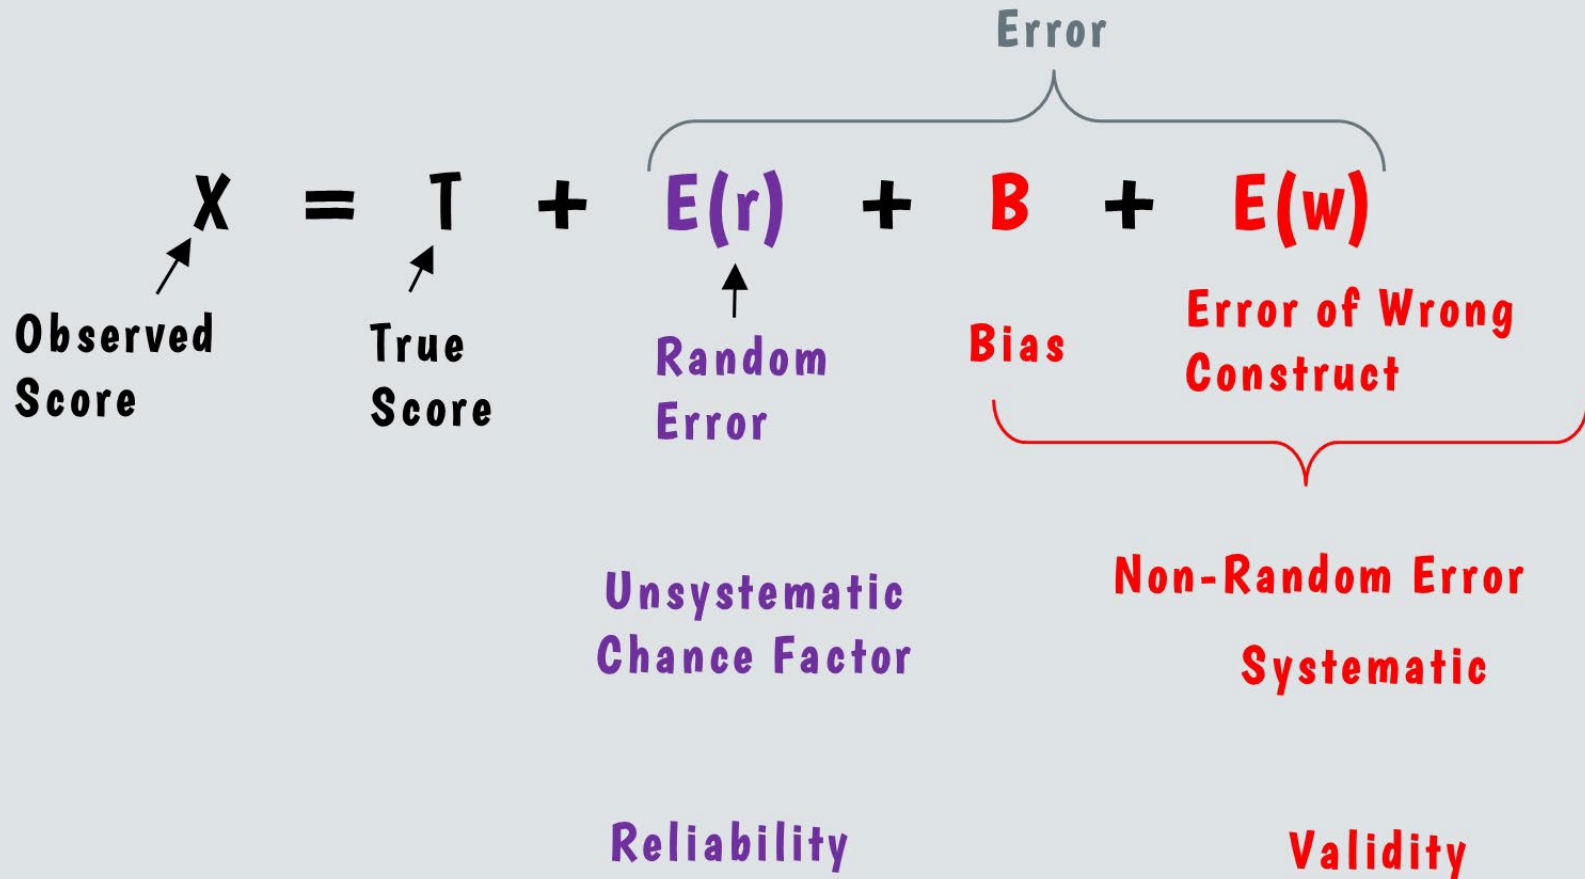 Error
X = T + E(r) + B + E(w)
Observed
Score
True
Score
Random
Error
Bias
Error of Wrong
Construct
Unsystematic
Chance Factor
Non-Random Error
Systematic
Reliability
Validity